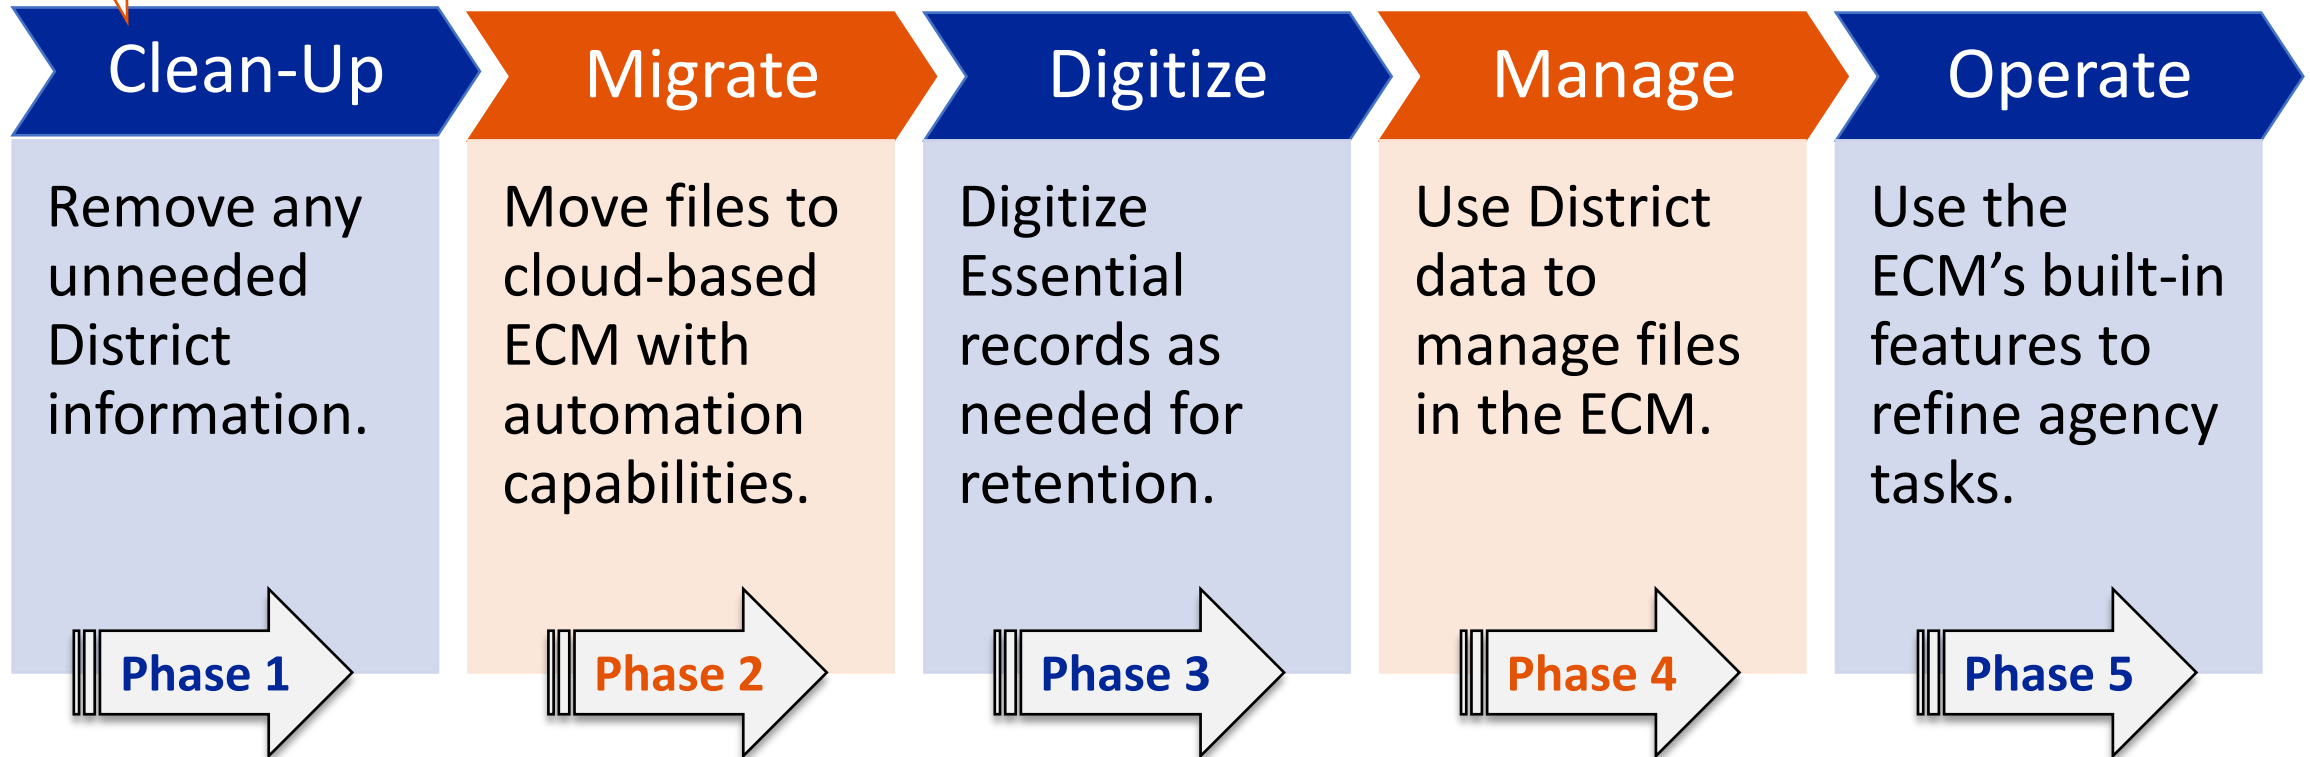 Clean-Up
Remove any
unneeded
District
information.
Phase 1
Migrate
Move files to
cloud-based
ECM with
automation
capabilities.
Phase 2
Digitize
Digitize
Essential
records as
needed for
retention.
Phase 3
Manage
Use District
data to
manage files
in the ECM.
Phase 4
Operate
Use the
ECM’s built-in
features to
refine agency
tasks.
Phase 5